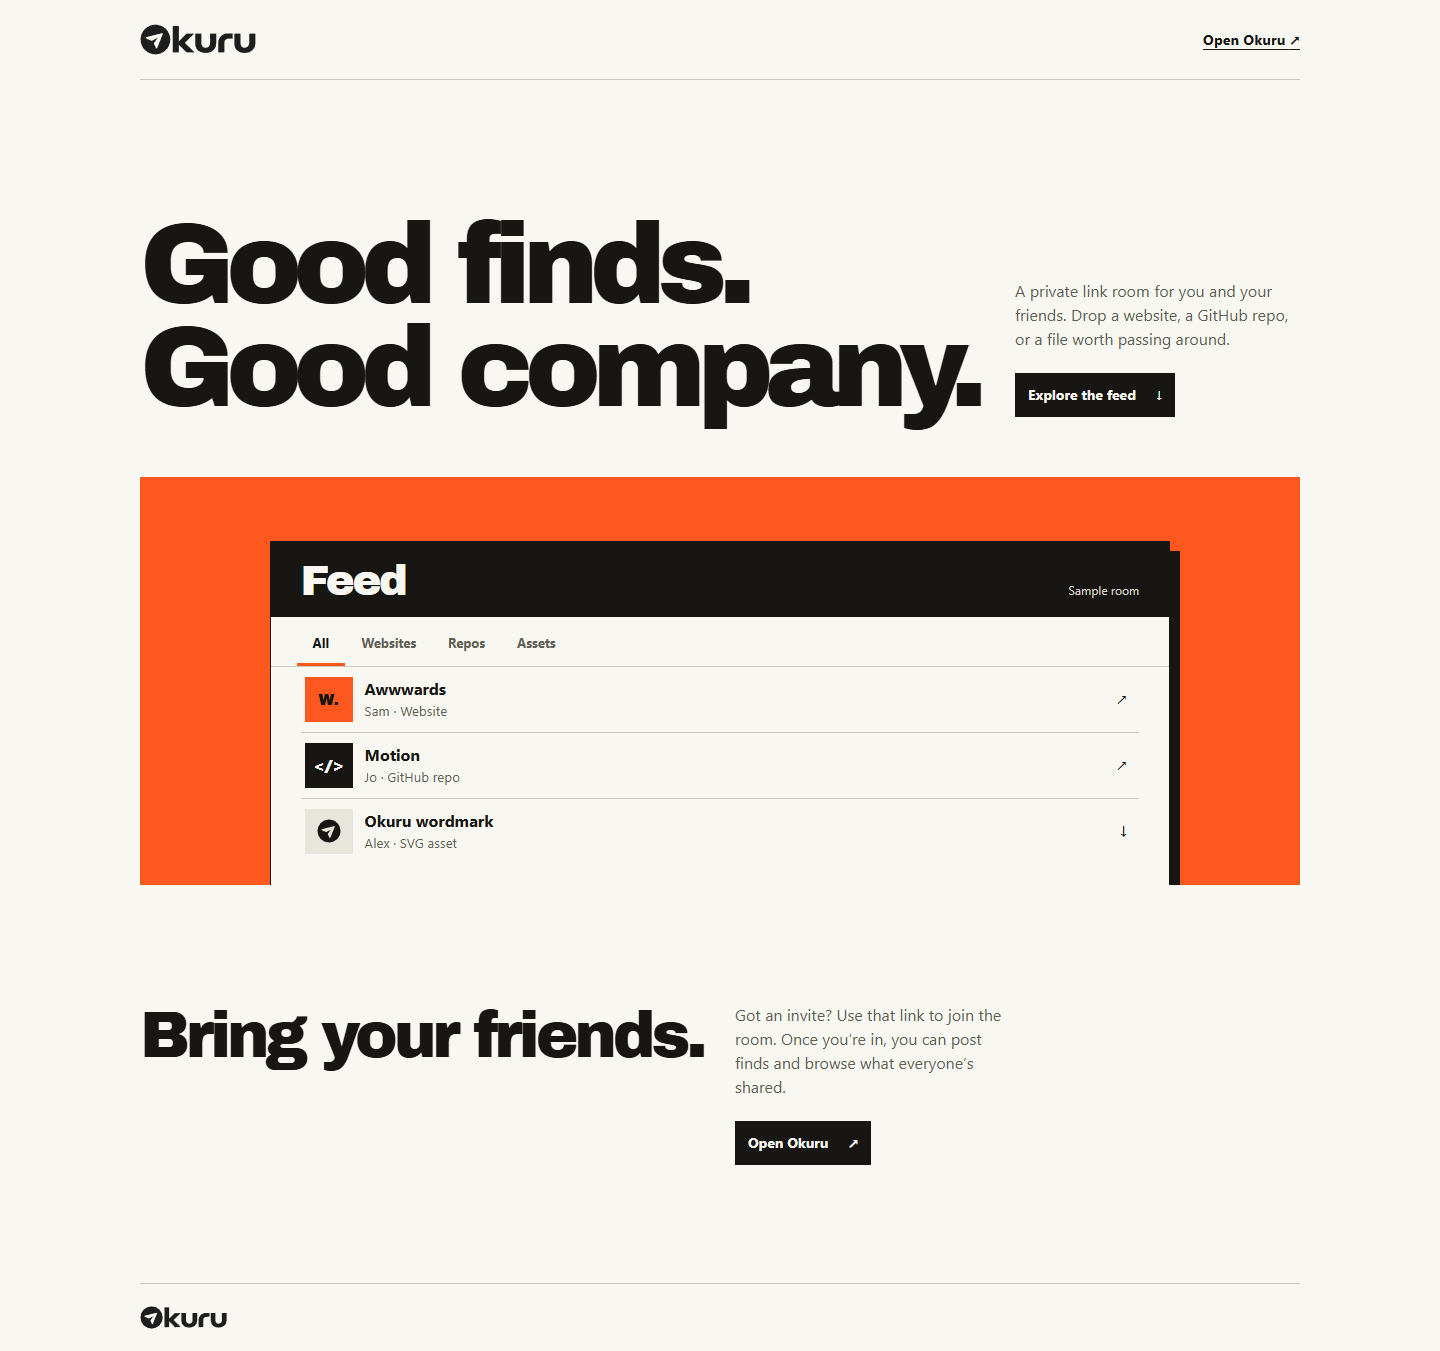 Okuru
Open Okuru ↗
Good finds.
Good company.
A private link room for you and your
friends. Drop a website, a GitHub repo,
or a file worth passing around.
Explore the feed ↓
Feed
Sample room
All Websites Repos Assets
w.
Awwwards
Sam · Website
↗
</>
Motion
Jo · GitHub repo
↗
Okuru wordmark
Alex · SVG asset
↓
Bring your friends.
Got an invite? Use that link to join the
room. Once you’re in, you can post
finds and browse what everyone’s
shared.
Open Okuru ↗
Okuru